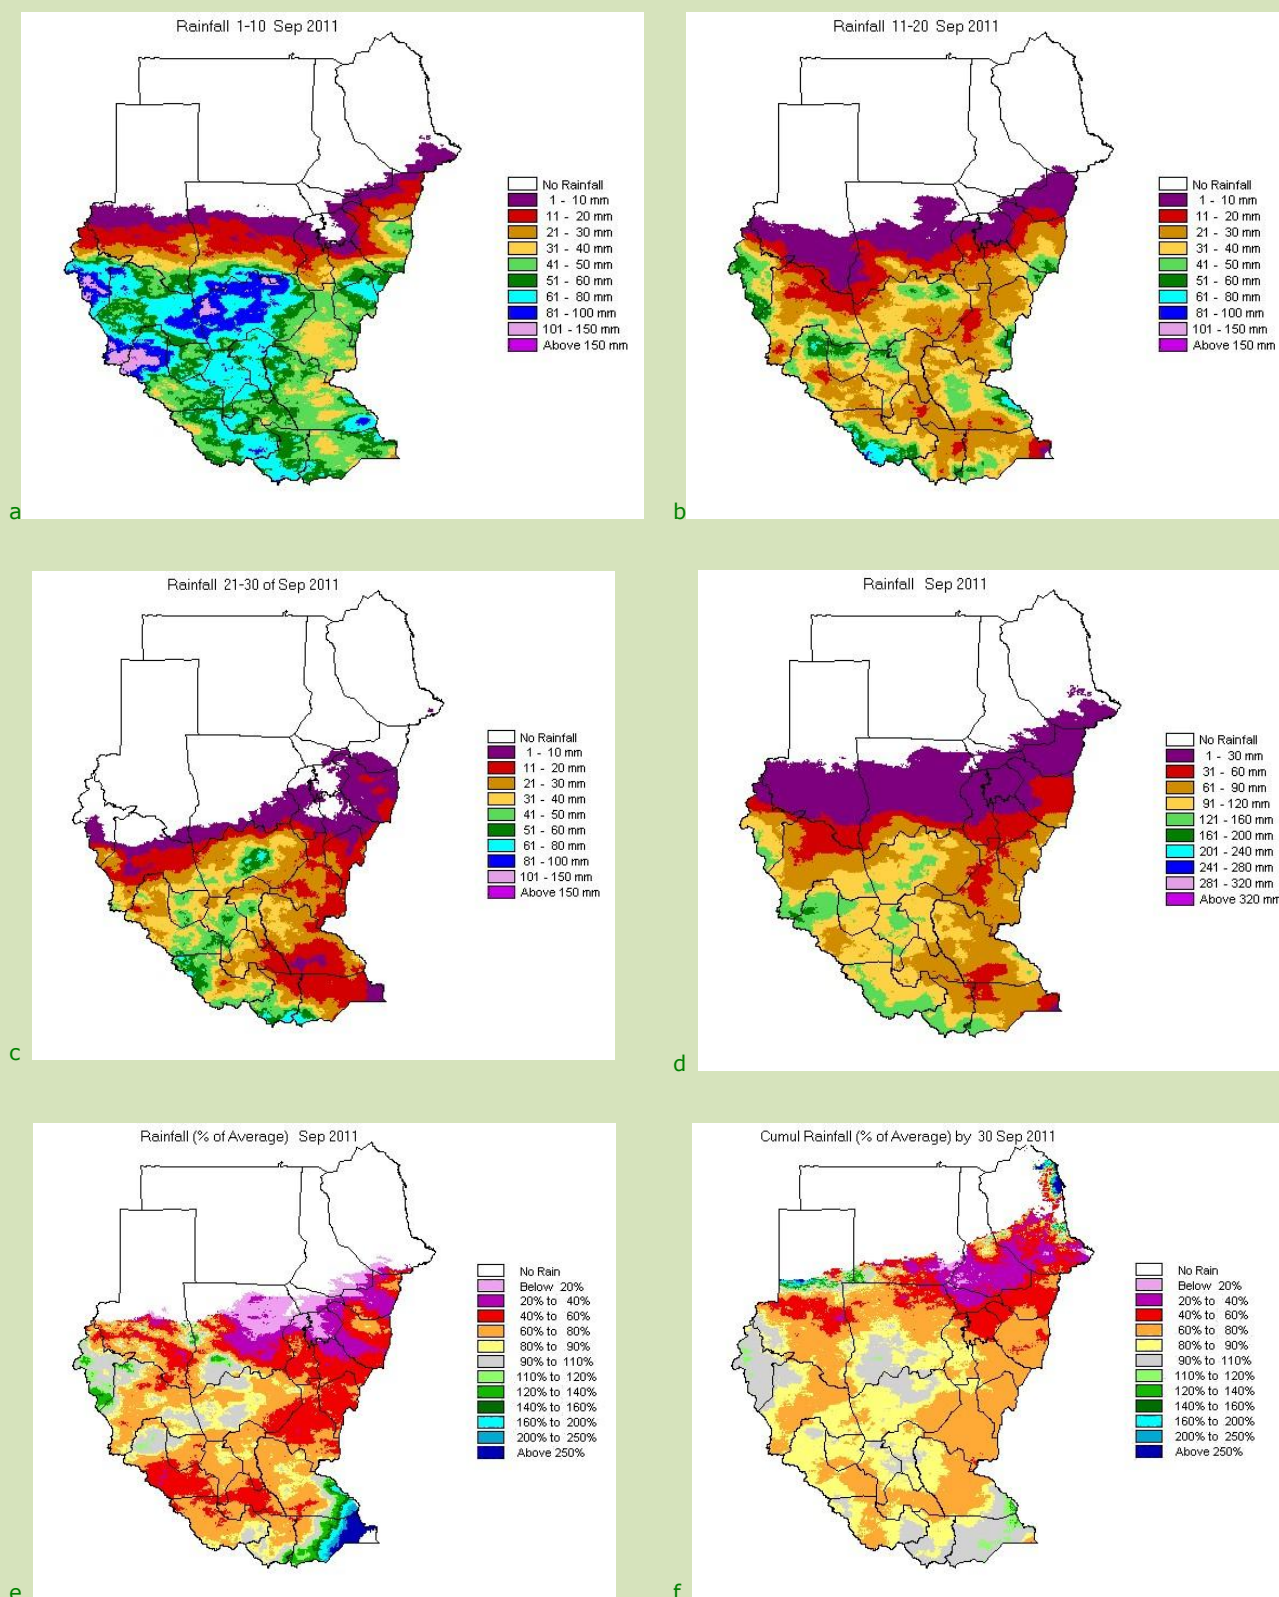 Rainfall 1-10 Sep 2011
No Rainfall
1 - 10 mm
11 - 20 mm
21 - 30 mm
31 - 40 mm
41 - 50 mm
51 - 60 mm
61 - 80 mm
81 - 100 mm
101 - 150 mm
Above 150 mm
a
Rainfall 11-20 Sep 2011
No Rainfall
1 - 10 mm
11 - 20 mm
21 - 30 mm
31 - 40 mm
41 - 50 mm
51 - 60 mm
61 - 80 mm
81 - 100 mm
101 - 150 mm
Above 150 mm
b
Rainfall 21-30 of Sep 2011
No Rainfall
1 - 10 mm
11 - 20 mm
21 - 30 mm
31 - 40 mm
41 - 50 mm
51 - 60 mm
61 - 80 mm
81 - 100 mm
101 - 150 mm
Above 150 mm
c
Rainfall Sep 2011
No Rainfall
1 - 30 mm
31 - 60 mm
61 - 90 mm
91 - 120 mm
121 - 160 mm
161 - 200 mm
201 - 240 mm
241 - 280 mm
281 - 320 mm
Above 320 mm
d
Rainfall (% of Average) Sep 2011
No Rain
Below 20%
20% to 40%
40% to 60%
60% to 80%
80% to 90%
90% to 110%
110% to 120%
120% to 140%
140% to 160%
160% to 200%
200% to 250%
Above 250%
e
Cumul Rainfall (% of Average) by 30 Sep 2011
No Rain
Below 20%
20% to 40%
40% to 60%
60% to 80%
80% to 90%
90% to 110%
110% to 120%
120% to 140%
140% to 160%
160% to 200%
200% to 250%
Above 250%
f